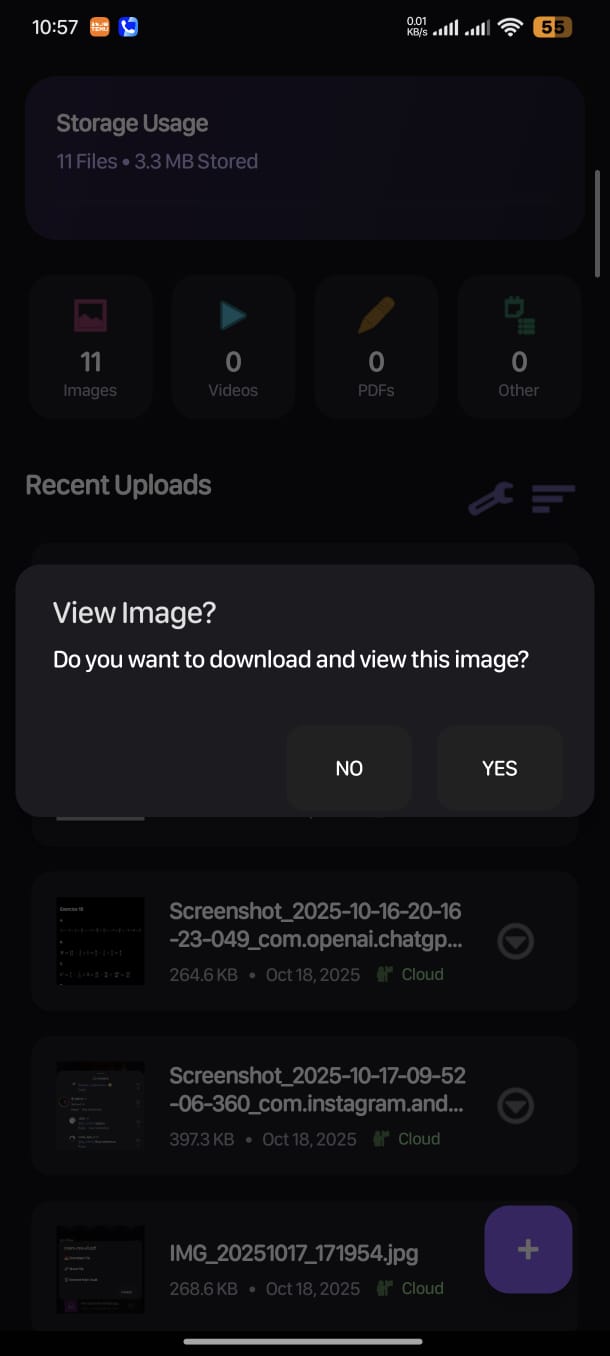 10:57
0.01
KB/s
55
Storage Usage
11 Files • 3.3 MB Stored
11
Images
0
Videos
0
PDFs
0
Other
Recent Uploads
View Image?
Do you want to download and view this image?
NO
YES
Screenshot_2025-10-16-20-16
-23-049_com.openai.chatgp...
264.6 KB • Oct 18, 2025 Cloud
Screenshot_2025-10-17-09-52
-06-360_com.instagram.and...
397.3 KB • Oct 18, 2025 Cloud
IMG_20251017_171954.jpg
268.6 KB • Oct 18, 2025 Cloud
+